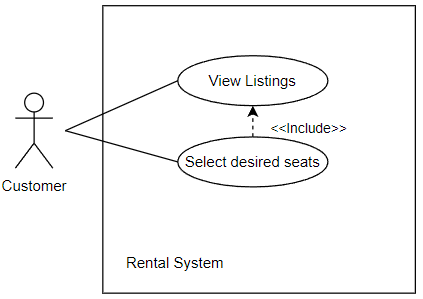 View Listings
<<Include>>
Select desired seats
Customer
Rental System